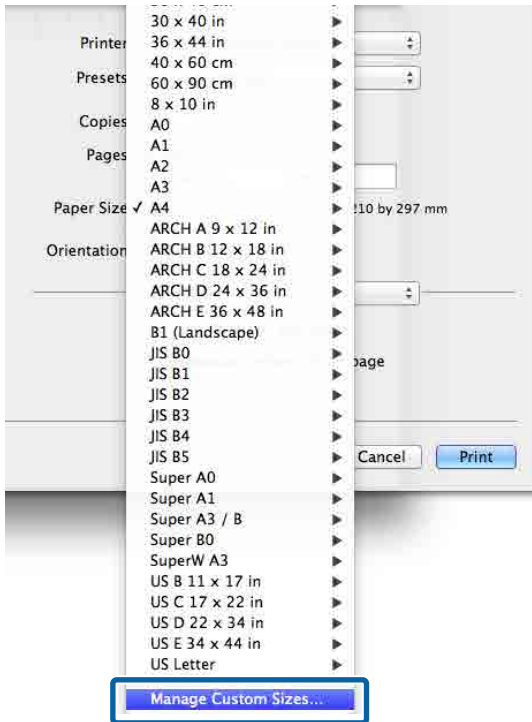 30 x 40 in
Printer 36 x 44 in
40 x 60 cm
Presets 60 x 90 cm
8 x 10 in
Copies A0
A1
Pages A2
A3
Paper Size ✓ A4 210 by 297 mm
ARCH A 9 x 12 in
Orientation ARCH B 12 x 18 in
ARCH C 18 x 24 in
ARCH D 24 x 36 in
ARCH E 36 x 48 in
B1 (Landscape)
JIS B0
JIS B1 page
JIS B2
JIS B3
JIS B4
JIS B5 Cancel Print
Super A0
Super A1
Super A3 / B
Super B0
SuperW A3
US B 11 x 17 in
US C 17 x 22 in
US D 22 x 34 in
US E 34 x 44 in
US Letter
Manage Custom Sizes...